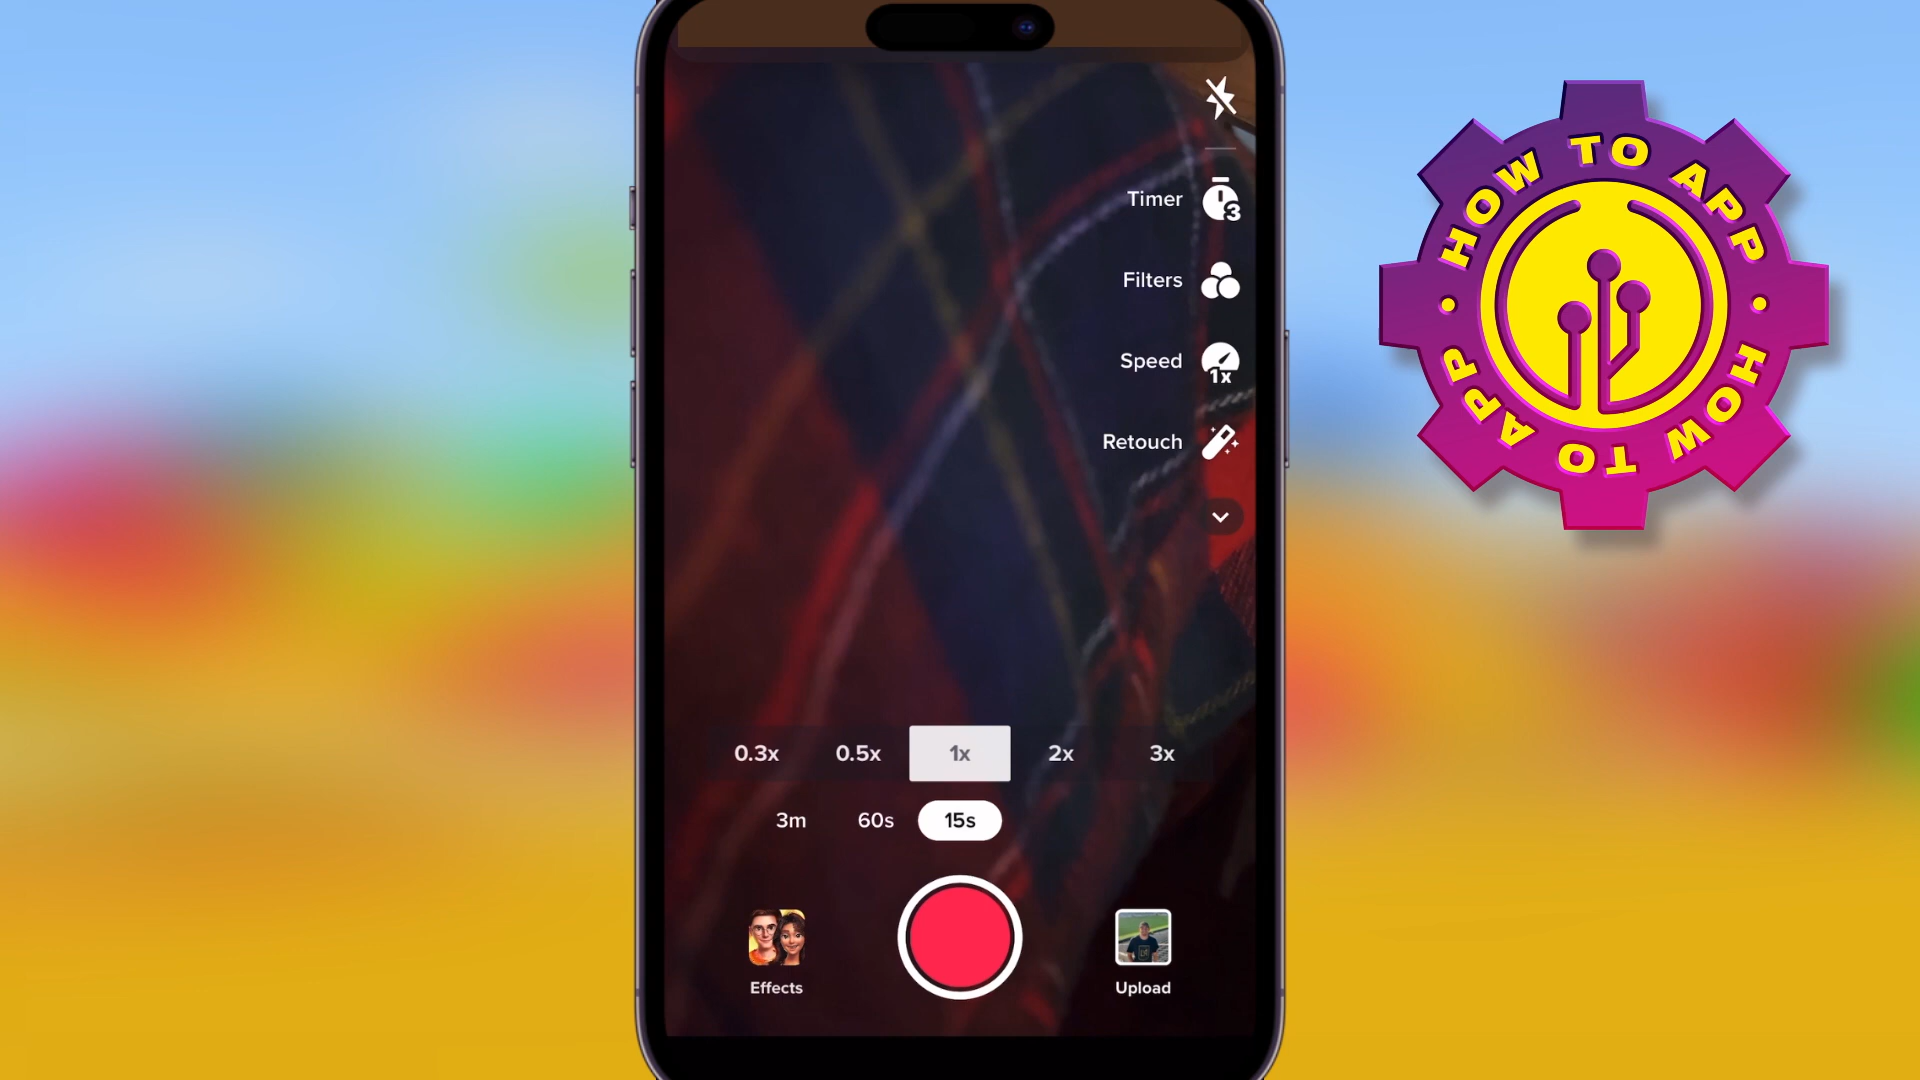 HOW TO APP
HOW TO APP
Timer
3
Filters
Speed
1x
Retouch
0.3x 0.5x 1x 2x 3x
3m 60s 15s
Effects
Upload